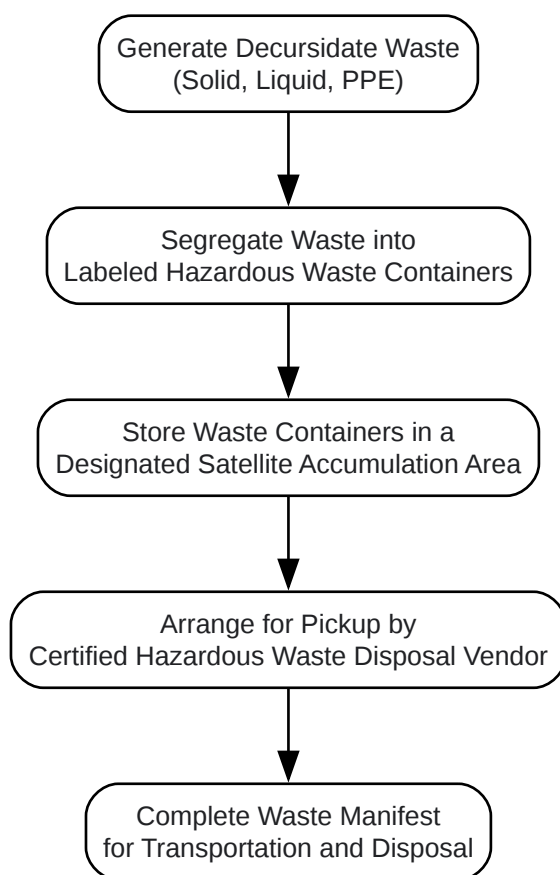 Generate Decursidate Waste
(Solid, Liquid, PPE)
Segregate Waste into
Labeled Hazardous Waste Containers
Store Waste Containers in a
Designated Satellite Accumulation Area
Arrange for Pickup by
Certified Hazardous Waste Disposal Vendor
Complete Waste Manifest
for Transportation and Disposal